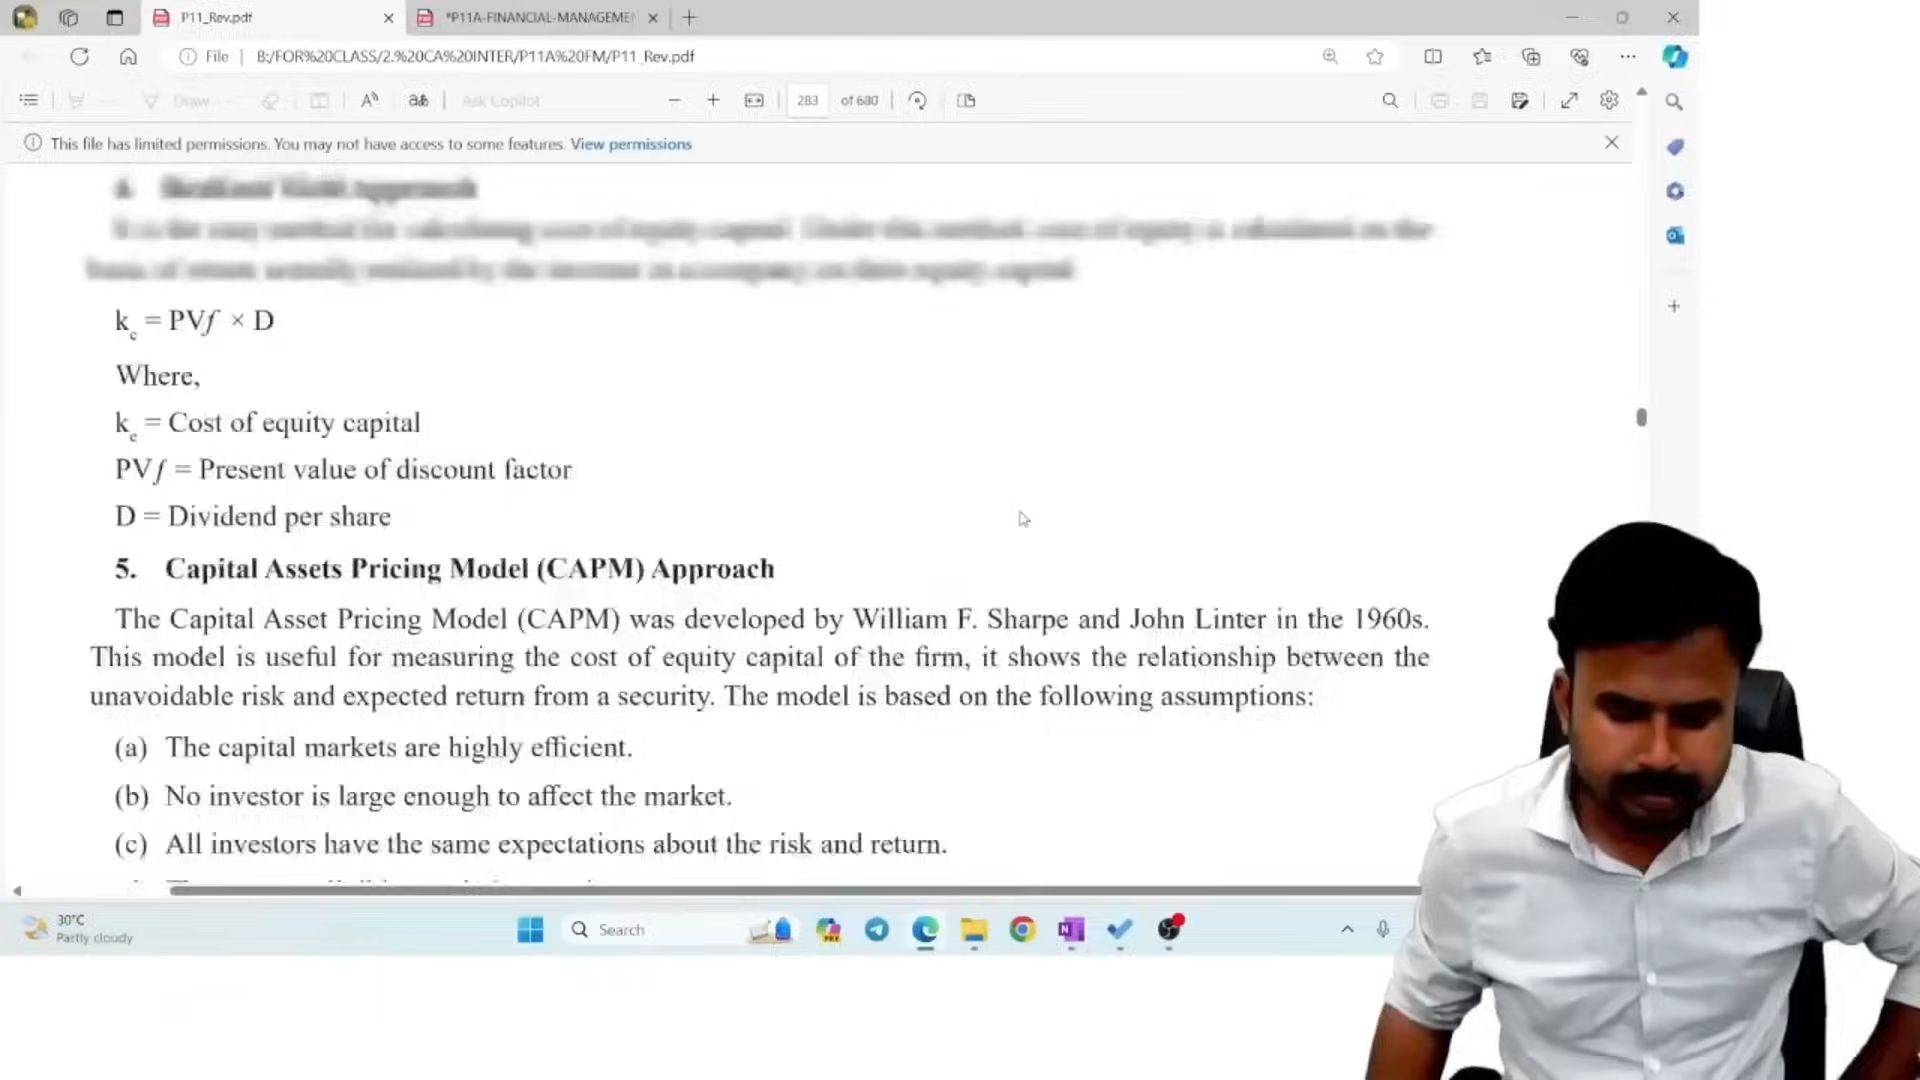 P11_Rev.pdf
*P11A-FINANCIAL-MANAGEME
File
B:/FOR%20CLASS/2.%20CA%20INTER/P11A%20FM/P11_Rev.pdf
Draw
Ask Copilot
283 of 680
This file has limited permissions. You may not have access to some features. View permissions
ke = PVf × D
Where,
ke = Cost of equity capital
PVf = Present value of discount factor
D = Dividend per share
5. Capital Assets Pricing Model (CAPM) Approach
The Capital Asset Pricing Model (CAPM) was developed by William F. Sharpe and John Linter in the 1960s.
This model is useful for measuring the cost of equity capital of the firm, it shows the relationship between the
unavoidable risk and expected return from a security. The model is based on the following assumptions:
(a) The capital markets are highly efficient.
(b) No investor is large enough to affect the market.
(c) All investors have the same expectations about the risk and return.
30°C
Partly cloudy
Search